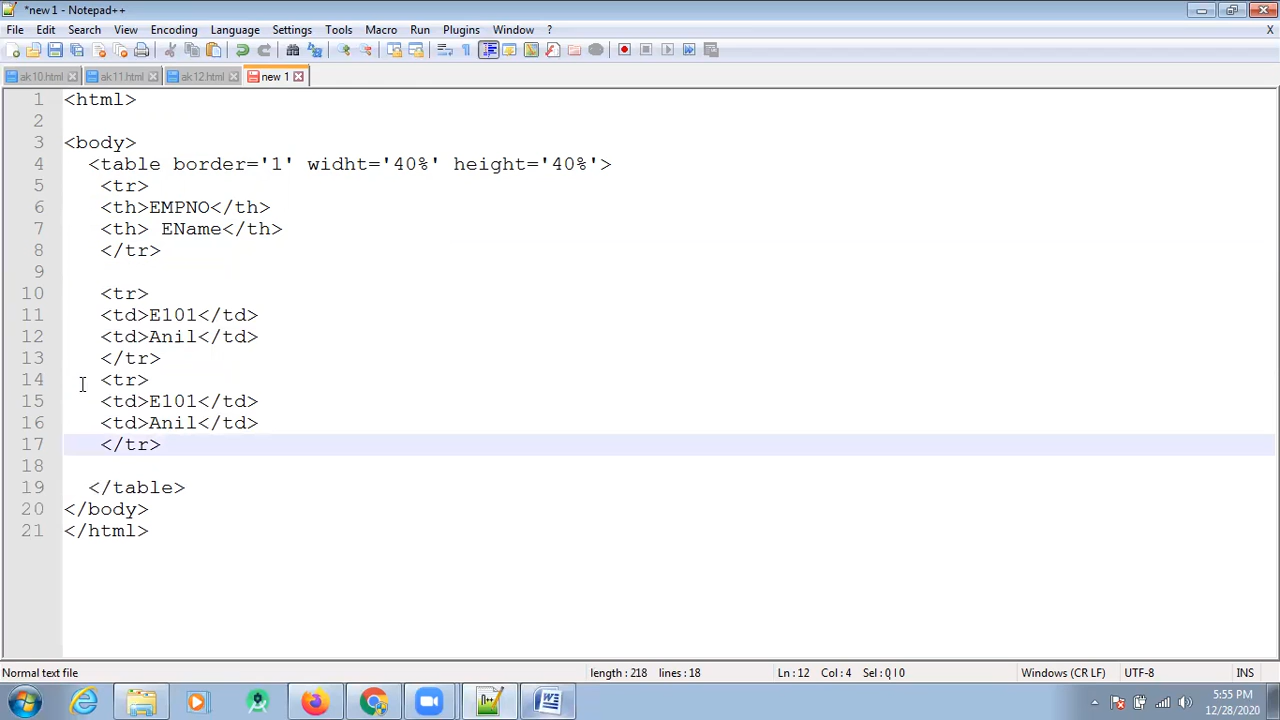 *new 1 - Notepad++
File Edit Search View Encoding Language Settings Tools Macro Run Plugins Window ? X
ak10.html ak11.html ak12.html new 1
1 <html>
2
3 <body>
4 <table border='1' widht='40%' height='40%'>
5 <tr>
6 <th>EMPNO</th>
7 <th> EName</th>
8 </tr>
9
10 <tr>
11 <td>E101</td>
12 <td>Anil</td>
13 </tr>
14 <tr>
15 <td>E101</td>
16 <td>Anil</td>
17 </tr>
18
19 </table>
20 </body>
21 </html>
Normal text file length : 218 lines : 18 Ln : 12 Col : 4 Sel : 0 | 0 Windows (CR LF) UTF-8 INS
5:55 PM
12/28/2020